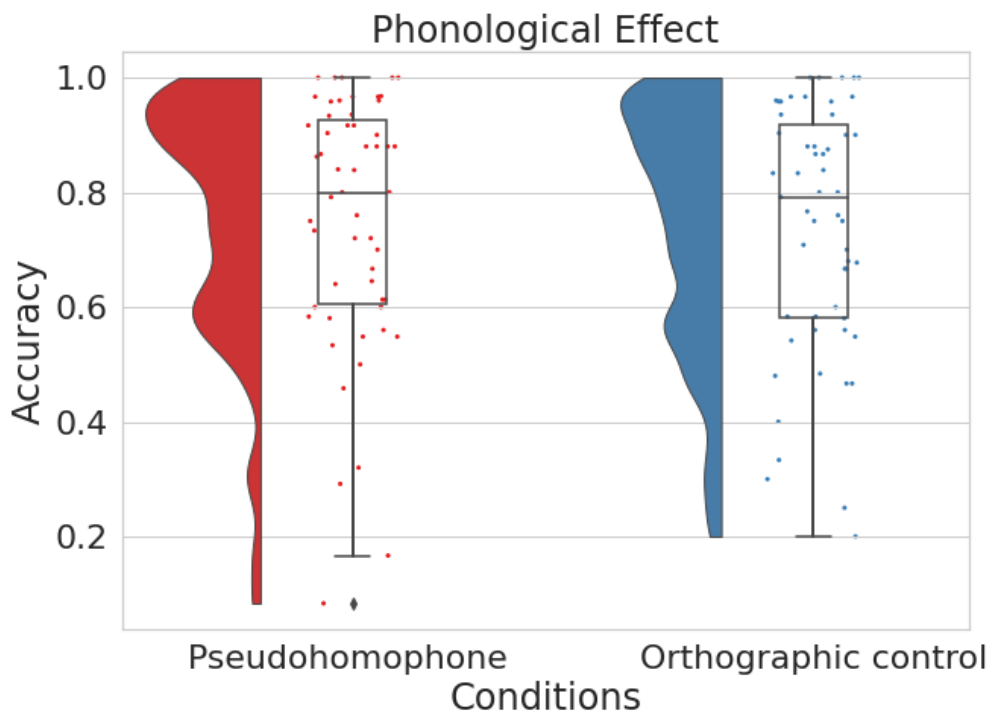 Phonological Effect
1.0
0.8
0.6
0.4
0.2
Accuracy
Pseudohomophone
Orthographic control
Conditions